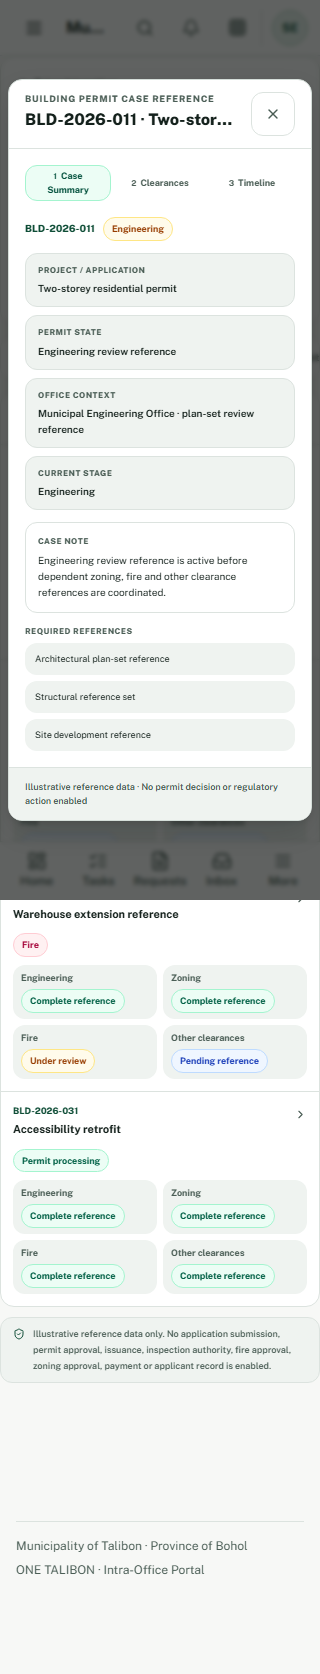 Mu...
BUILDING PERMIT CASE REFERENCE
BLD-2026-011 · Two-stor...
1 Case
Summary
2 Clearances
3 Timeline
BLD-2026-011 Engineering
PROJECT / APPLICATION
Two-storey residential permit
PERMIT STATE
Engineering review reference
OFFICE CONTEXT
Municipal Engineering Office · plan-set review
reference
CURRENT STAGE
Engineering
CASE NOTE
Engineering review reference is active before
dependent zoning, fire and other clearance
references are coordinated.
REQUIRED REFERENCES
Architectural plan-set reference
Structural reference set
Site development reference
Illustrative reference data · No permit decision or regulatory
action enabled
Home Tasks Requests Inbox More
Warehouse extension reference
Fire
Engineering Zoning
Complete reference Complete reference
Fire Other clearances
Under review Pending reference
BLD-2026-031
Accessibility retrofit
Permit processing
Engineering Zoning
Complete reference Complete reference
Fire Other clearances
Complete reference Complete reference
Illustrative reference data only. No application submission,
permit approval, issuance, inspection authority, fire approval,
zoning approval, payment or applicant record is enabled.
Municipality of Talibon · Province of Bohol
ONE TALIBON · Intra-Office Portal